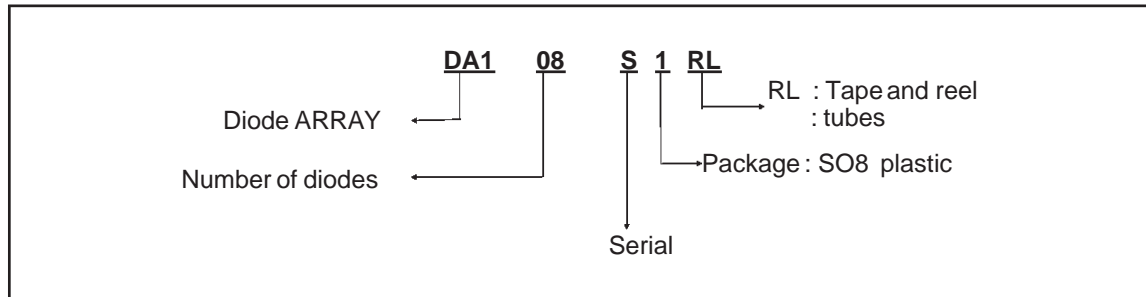 DA1 08 S 1 RL
RL : Tape and reel
: tubes
Diode ARRAY
Package : SO8 plastic
Number of diodes
Serial